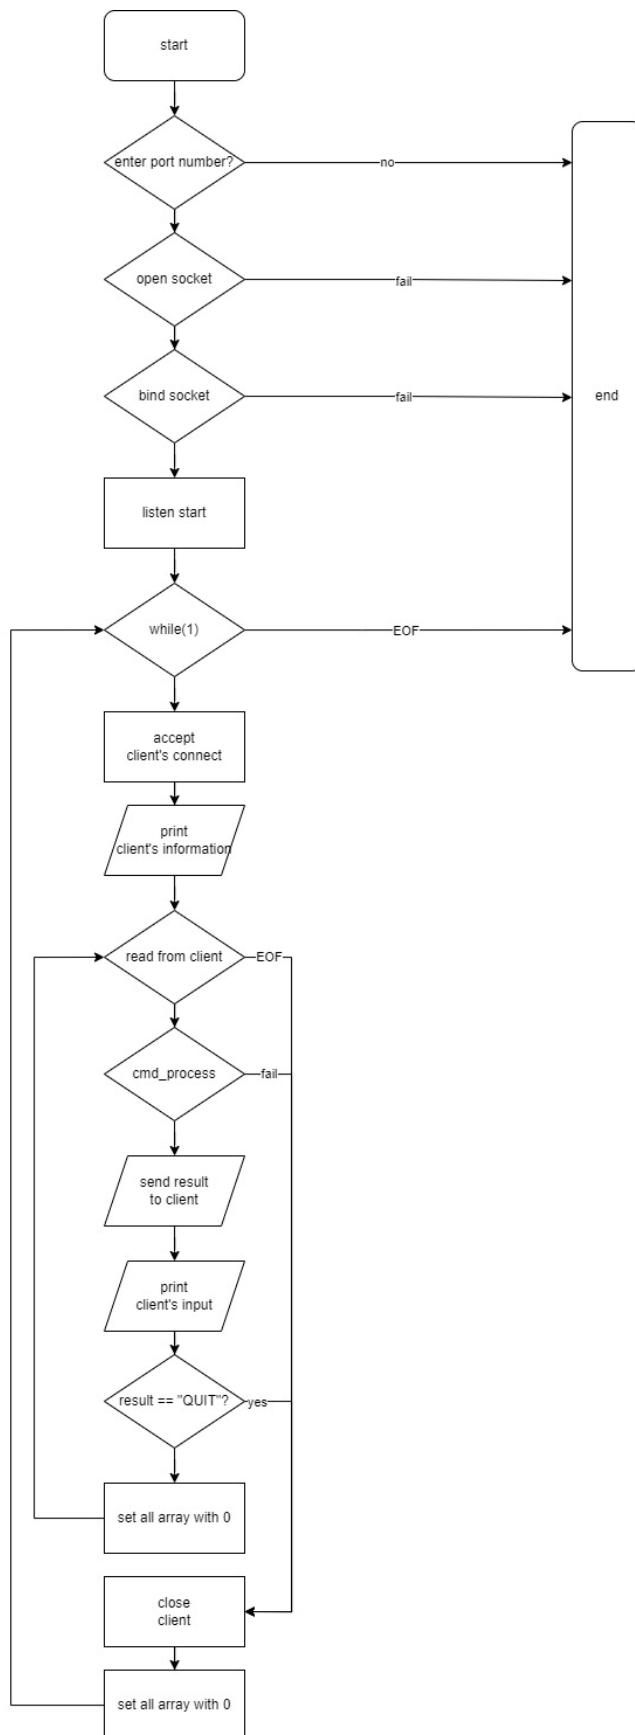 start
enter port number?
no
open socket
fail
bind socket
fail
end
listen start
while(1)
EOF
accept
client's connect
print
client's information
read from client
EOF
cmd_process
fail
send result
to client
print
client's input
result == "QUIT"?
yes
set all array with 0
close
client
set all array with 0